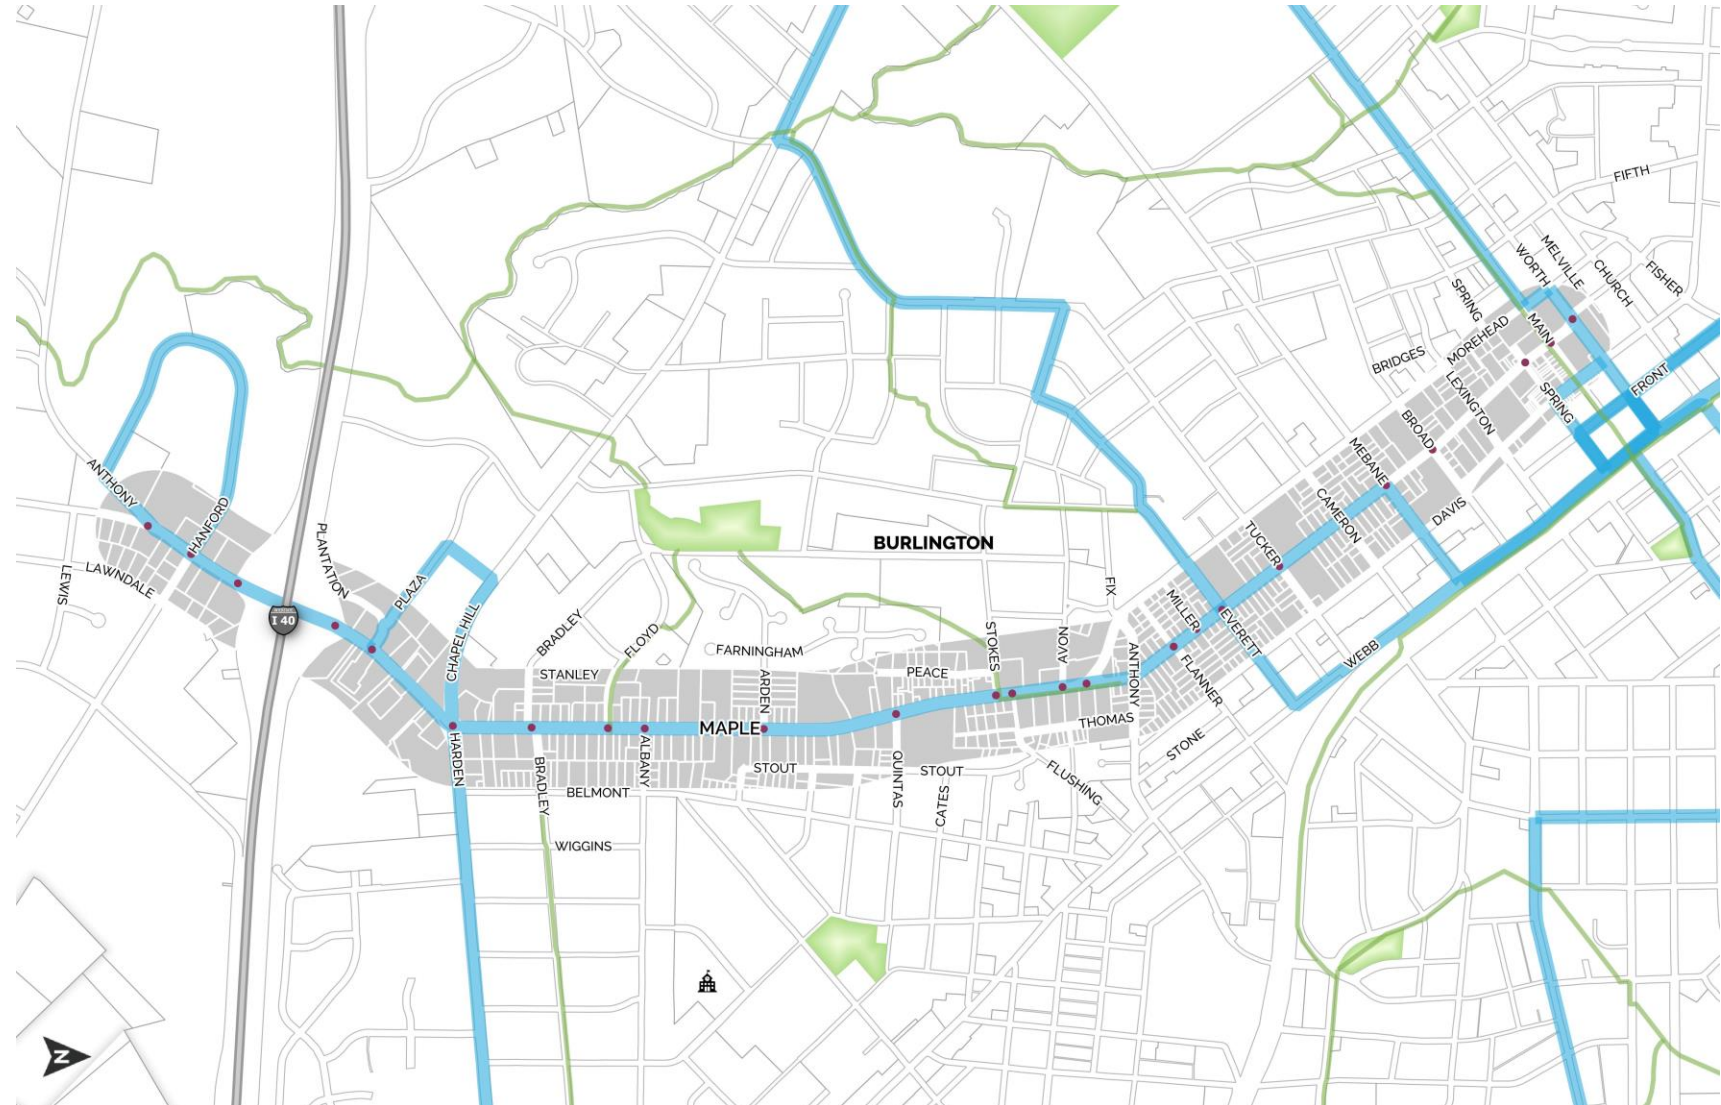 FIFTH
MELVILLE
WORTH
CHURCH
FISHER
SPRING
MAIN
MOREHEAD
BRIDGES
FRONT
LEXINGTON
SPRING
BROAD
MEBANE
CAMERON
DAVIS
TUCKER
ANTHONY
HANFORD
PLANTATION
BURLINGTON
LEWIS
LAWNDALE
I 40
PLAZA
CHAPEL HILL
BRADLEY
FLOYD
STANLEY
FARNINGHAM
ARDEN
PEACE
STOKES
AVON
FIX
ANTHONY
MILLER
EVERETT
FLANNER
WEBB
MAPLE
THOMAS
STONE
HARDEN
BRADLEY
ALBANY
BELMONT
STOUT
QUINTAS
STOUT
CATES
FLUSHING
WIGGINS
N